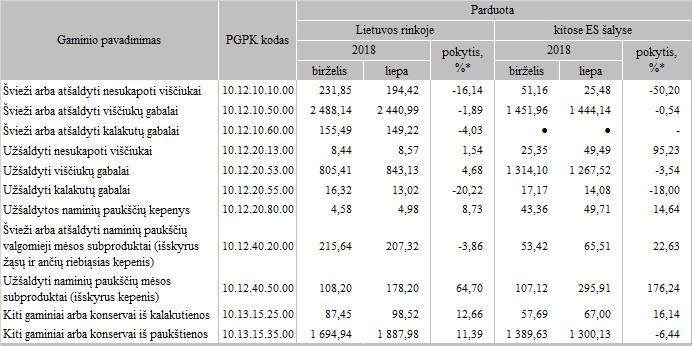 Parduota
Gaminio pavadinimas PGPK kodas Lietuvos rinkoje kitose ES šalyse
2018 pokytis, %* 2018 pokytis, %*
birželis liepa birželis liepa
Švieži arba atšaldyti nesukapoti viščiukai 10.12.10.10.00 231,85 194,42 -16,14 51,16 25,48 -50,20
Švieži arba atšaldyti viščiukų gabalai 10.12.10.50.00 2 488,14 2 440,99 -1,89 1 451,96 1 444,14 -0,54
Švieži arba atšaldyti kalakutų gabalai 10.12.10.60.00 155,49 149,22 -4,03 ● ● -
Užšaldyti nesukapoti viščiukai 10.12.20.13.00 8,44 8,57 1,54 25,35 49,49 95,23
Užšaldyti viščiukų gabalai 10.12.20.53.00 805,41 843,13 4,68 1 314,10 1 267,52 -3,54
Užšaldyti kalakutų gabalai 10.12.20.55.00 16,32 13,02 -20,22 17,17 14,08 -18,00
Užšaldytos naminių paukščių kepenys 10.12.20.80.00 4,58 4,98 8,73 43,36 49,71 14,64
Švieži arba atšaldyti naminių paukščių
valgomieji mėsos subproduktai (išskyrus 10.12.40.20.00 215,64 207,32 -3,86 53,42 65,51 22,63
žąsų ir ančių riebiąsias kepenis)
Užšaldyti naminių paukščių mėsos
subproduktai (išskyrus kepenis) 10.12.40.50.00 108,20 178,20 64,70 107,12 295,91 176,24
Kiti gaminiai arba konservai iš kalakutienos 10.13.15.25.00 87,45 98,52 12,66 57,69 67,00 16,14
Kiti gaminiai arba konservai iš paukštienos 10.13.15.35.00 1 694,94 1 887,98 11,39 1 389,63 1 300,13 -6,44